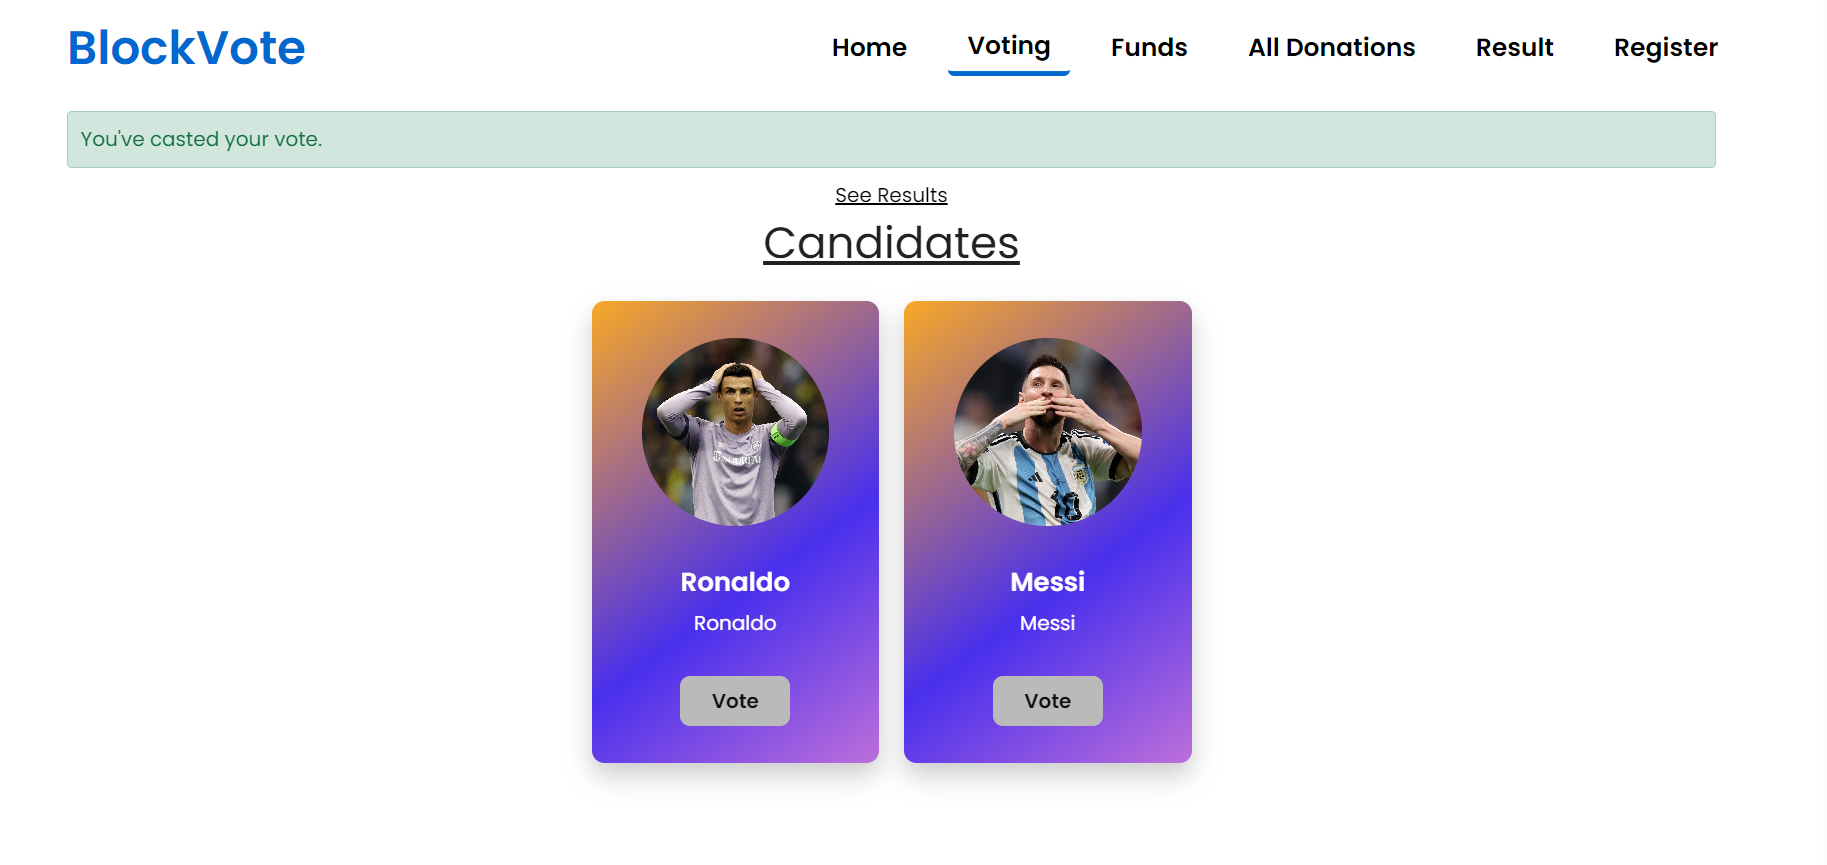 BlockVote Home Voting Funds All Donations Result Register
You've casted your vote.
See Results
Candidates
Ronaldo
Ronaldo
Vote
Messi
Messi
Vote